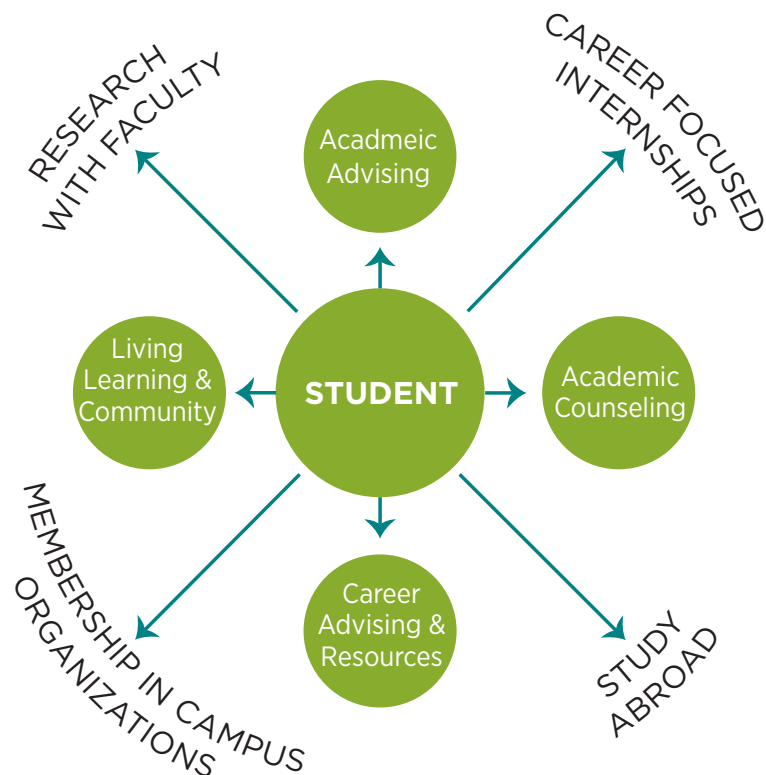 RESEARCH
WITH FACULTY
CAREER FOCUSED
INTERNSHIPS
Acadmeic
Advising
Living
Learning &
Community
STUDENT
Academic
Counseling
MEMBERSHIP IN CAMPUS
ORGANIZATIONS
Career
Advising &
Resources
STUDY
ABROAD